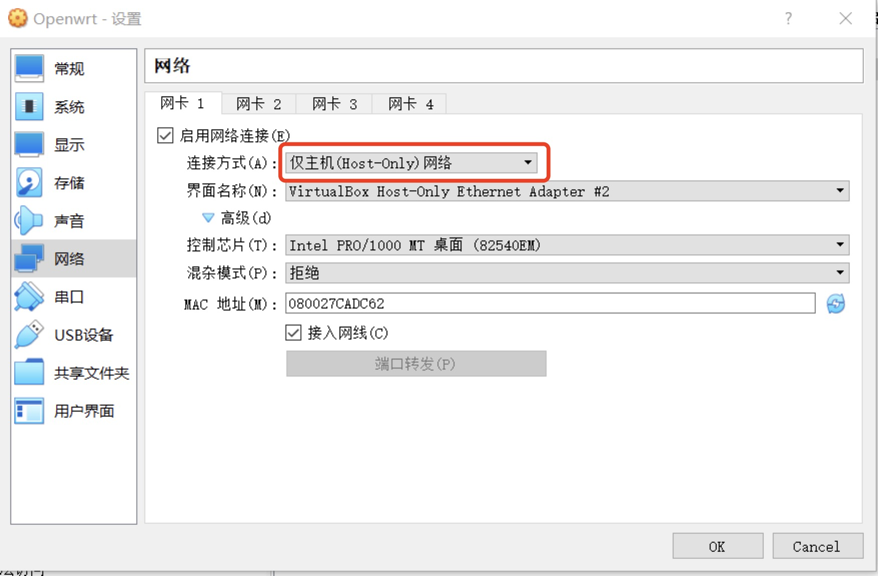 Openwrt - 设置
?
常规
系统
显示
存储
声音
网络
串口
USB设备
共享文件夹
用户界面
网络
网卡 1 网卡 2 网卡 3 网卡 4
启用网络连接(E)
连接方式(A): 仅主机(Host-Only)网络
界面名称(N): VirtualBox Host-Only Ethernet Adapter #2
高级(d)
控制芯片(T): Intel PRO/1000 MT 桌面 (82540EM)
混杂模式(P): 拒绝
MAC 地址(M): 080027CADC62
接入网线(C)
端口转发(P)
OK Cancel